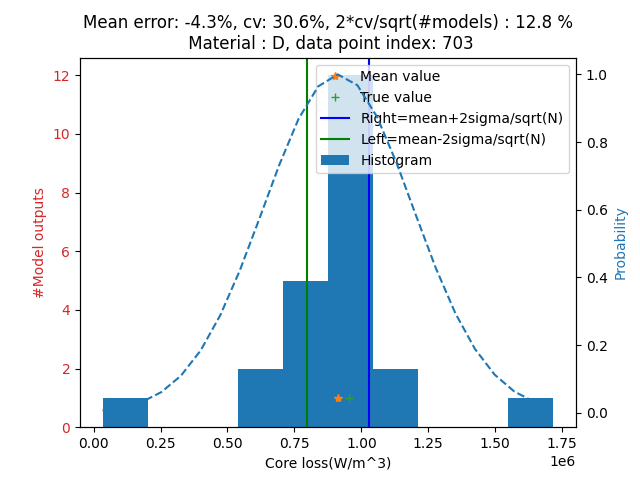 Mean error: -4.3%, cv: 30.6%, 2*cv/sqrt(#models) : 12.8 %
Material : D, data point index: 703
Mean value
True value
Right=mean+2sigma/sqrt(N)
Left=mean-2sigma/sqrt(N)
Histogram
#Model outputs
12
10
8
6
4
2
0
1.0
0.8
0.6
0.4
0.2
0.0
Probability
0.00 0.25 0.50 0.75 1.00 1.25 1.50 1.75
1e6
Core loss(W/m^3)